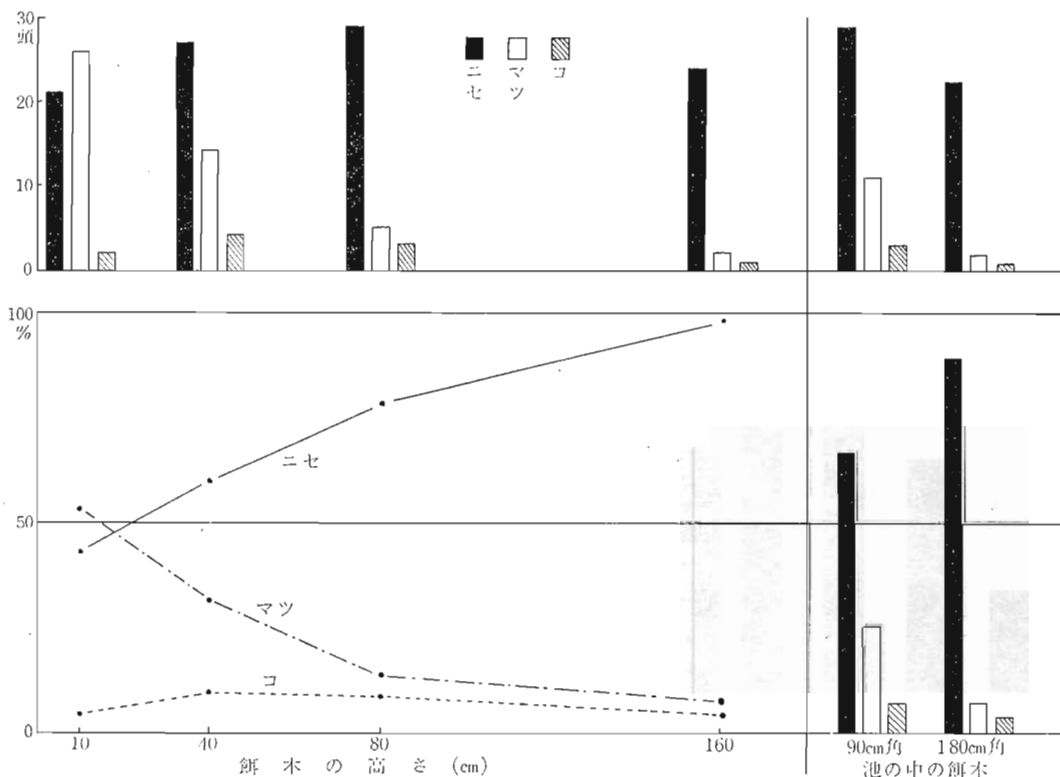 30
頭
20
10
0
ニセ
マツ
コ
100
%
50
0
ニセ
マツ
コ
10 40 80 160
餌木の高さ (cm)
90cm角 180cm角
池の中の餌木